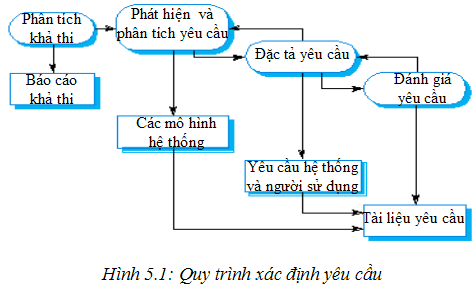 Phân tích
khả thi
Phát hiện và
phân tích yêu cầu
Đặc tả yêu cầu
Đánh giá
yêu cầu
Báo cáo
khả thi
Các mô hình
hệ thống
Yêu cầu hệ thống
và người sử dụng
Tài liệu yêu cầu
Hình 5.1: Quy trình xác định yêu cầu